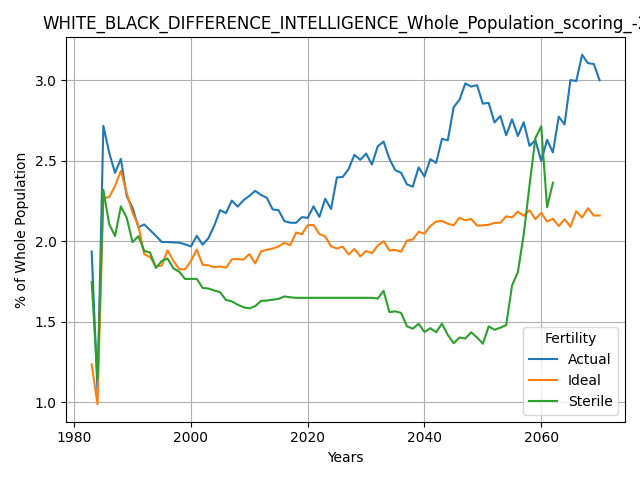 WHITE_BLACK_DIFFERENCE_INTELLIGENCE_Whole_Population_scoring_-
% of Whole Population
3.0
2.5
2.0
1.5
1.0
1980
2000
2020
2040
2060
Years
Fertility
Actual
Ideal
Sterile